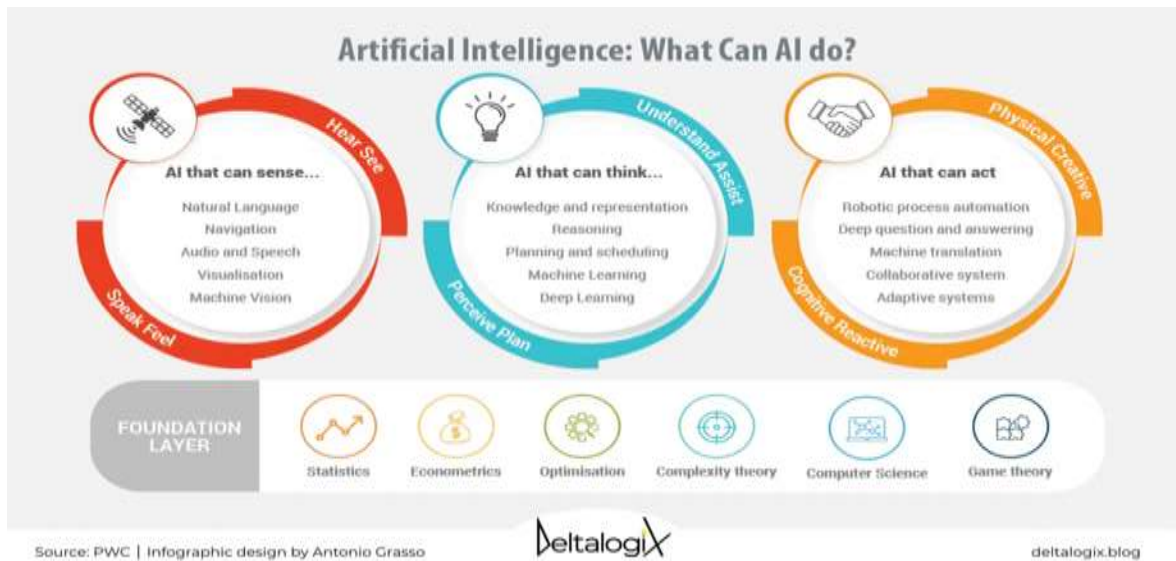 Artificial Intelligence: What Can AI do?
Hear See
AI that can sense...
Natural Language
Navigation
Audio and Speech
Visualisation
Machine Vision
Speak Feel
Understand Assist
AI that can think...
Knowledge and representation
Reasoning
Planning and scheduling
Machine Learning
Deep Learning
Perceive Plan
Physical Creative
AI that can act
Robotic process automation
Deep question and answering
Machine translation
Collaborative system
Adaptive systems
Cognitive Reactive
FOUNDATION
LAYER
Statistics
Econometrics
Optimisation
Complexity theory
Computer Science
Game theory
Source: PWC | Infographic design by Antonio Grasso
Deltalogix
deltalogix.blog